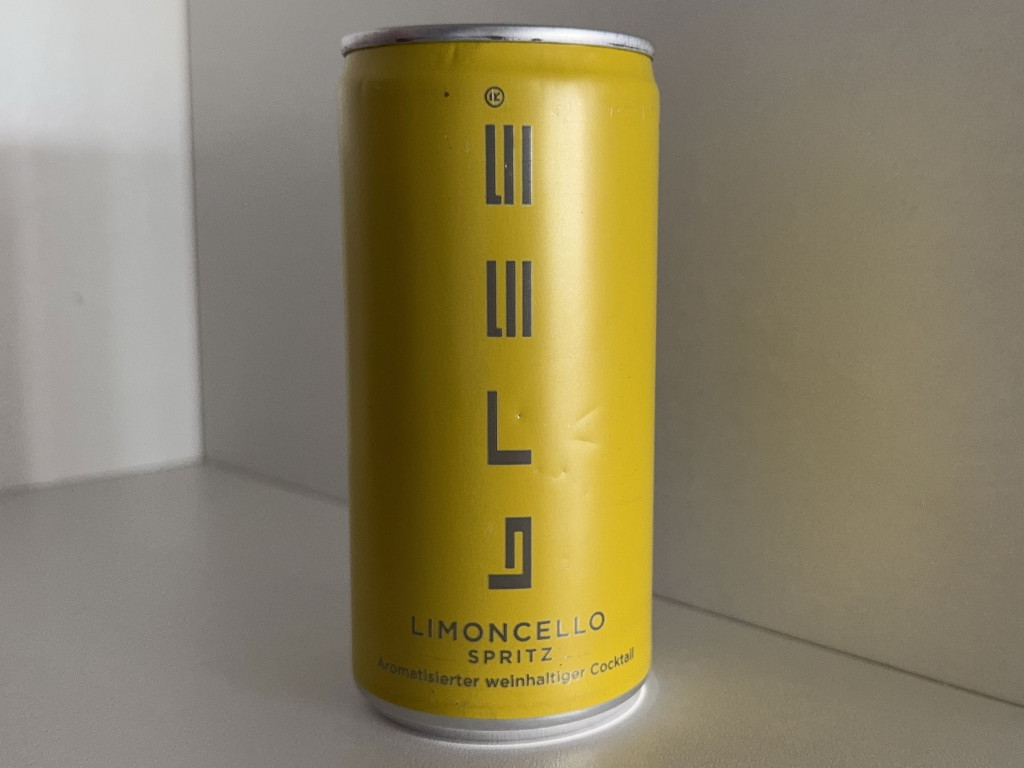 LIMONCELLO
SPRITZ
Aromatisierter weinhaltiger Cocktail